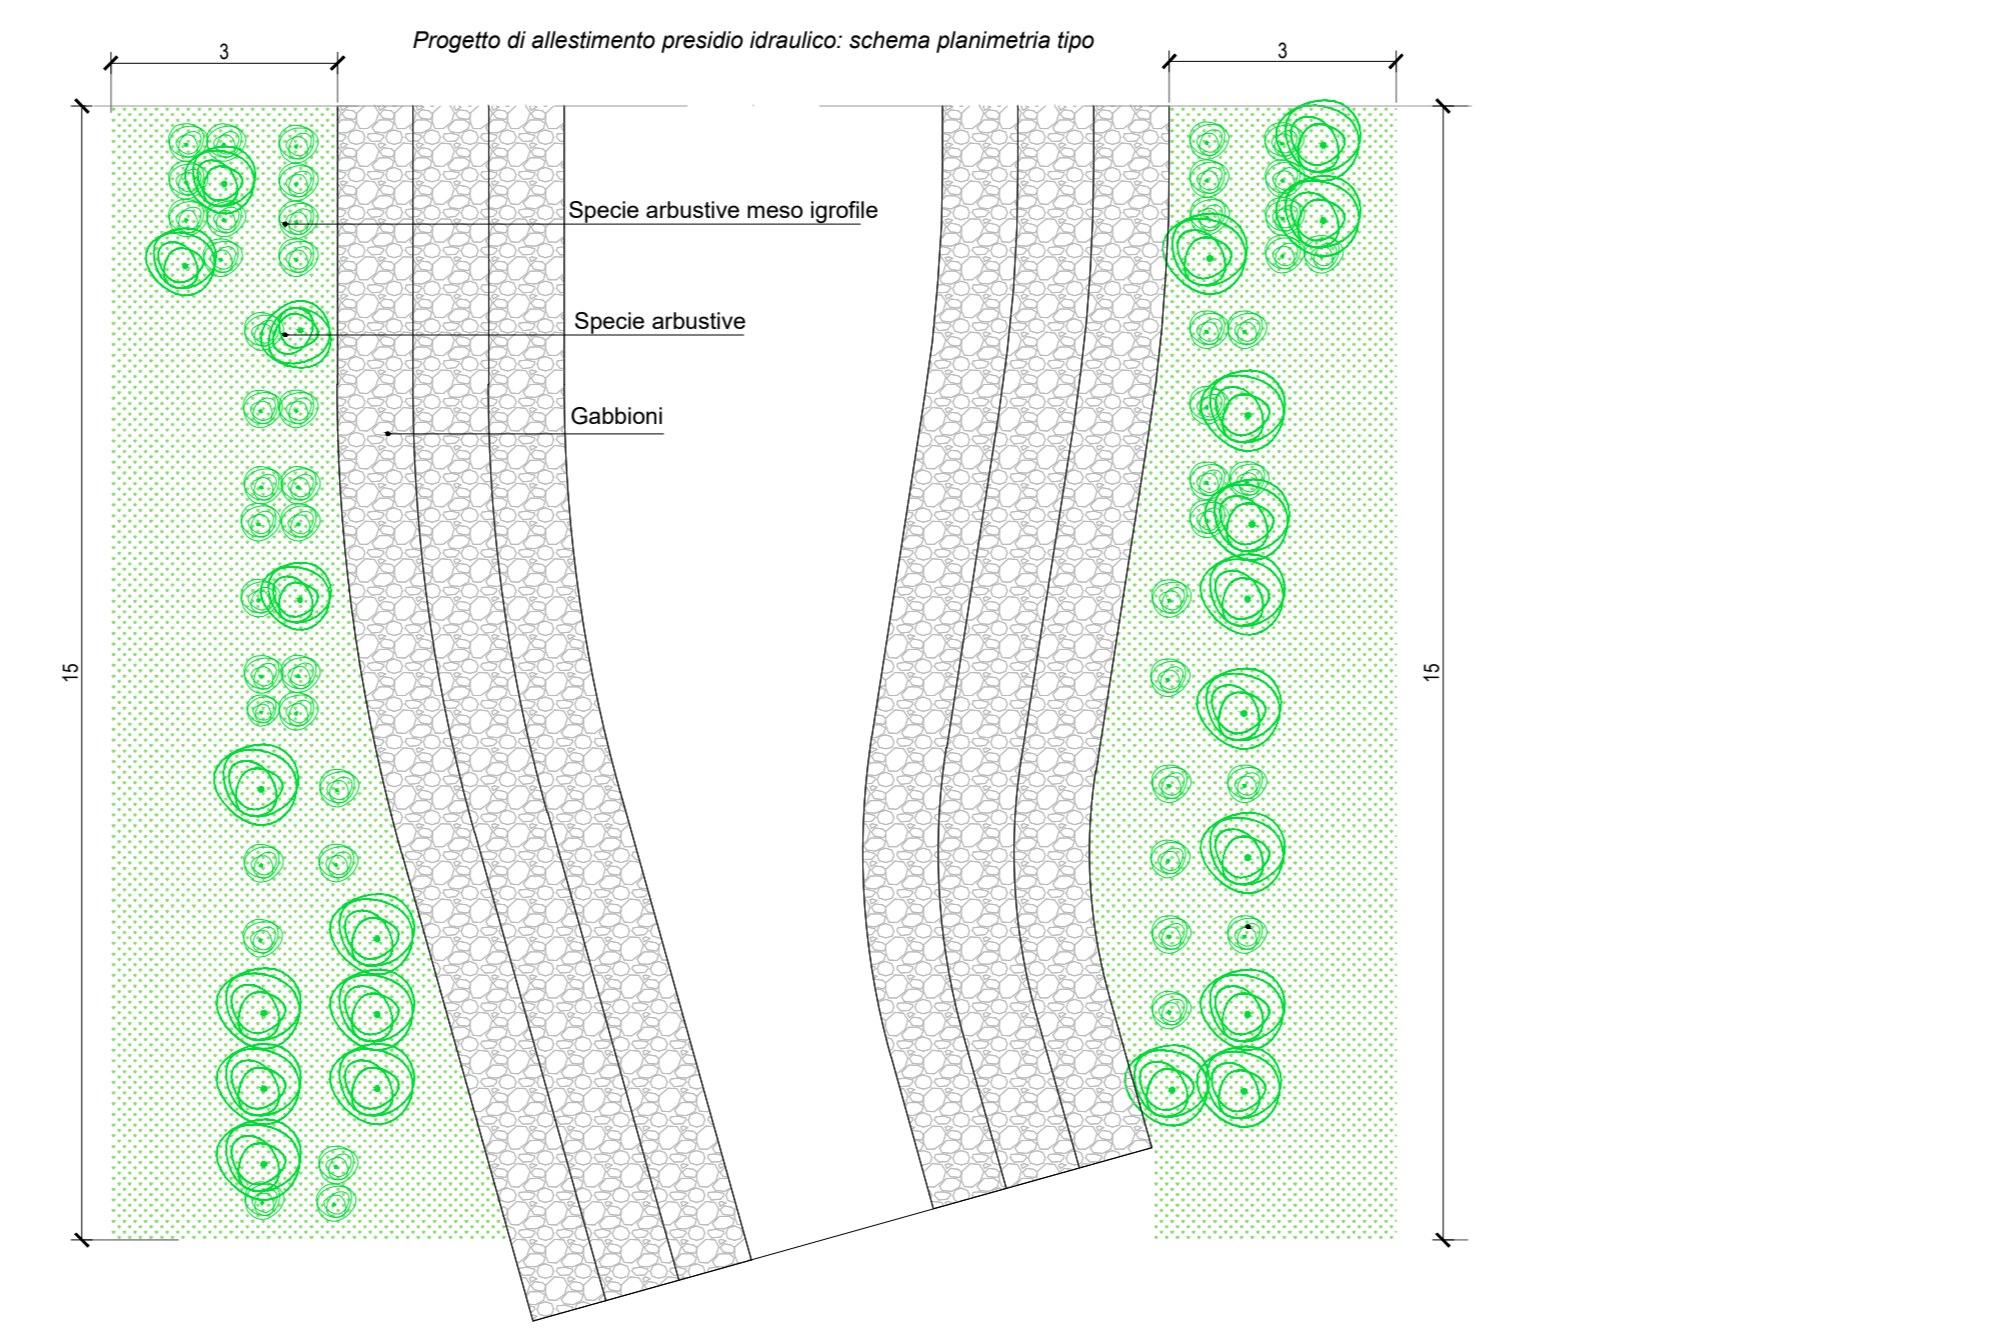 Progetto di allestimento presidio idraulico: schema planimetria tipo
3
3
Specie arbustive meso igrofile
Specie arbustive
Gabbioni
15
15